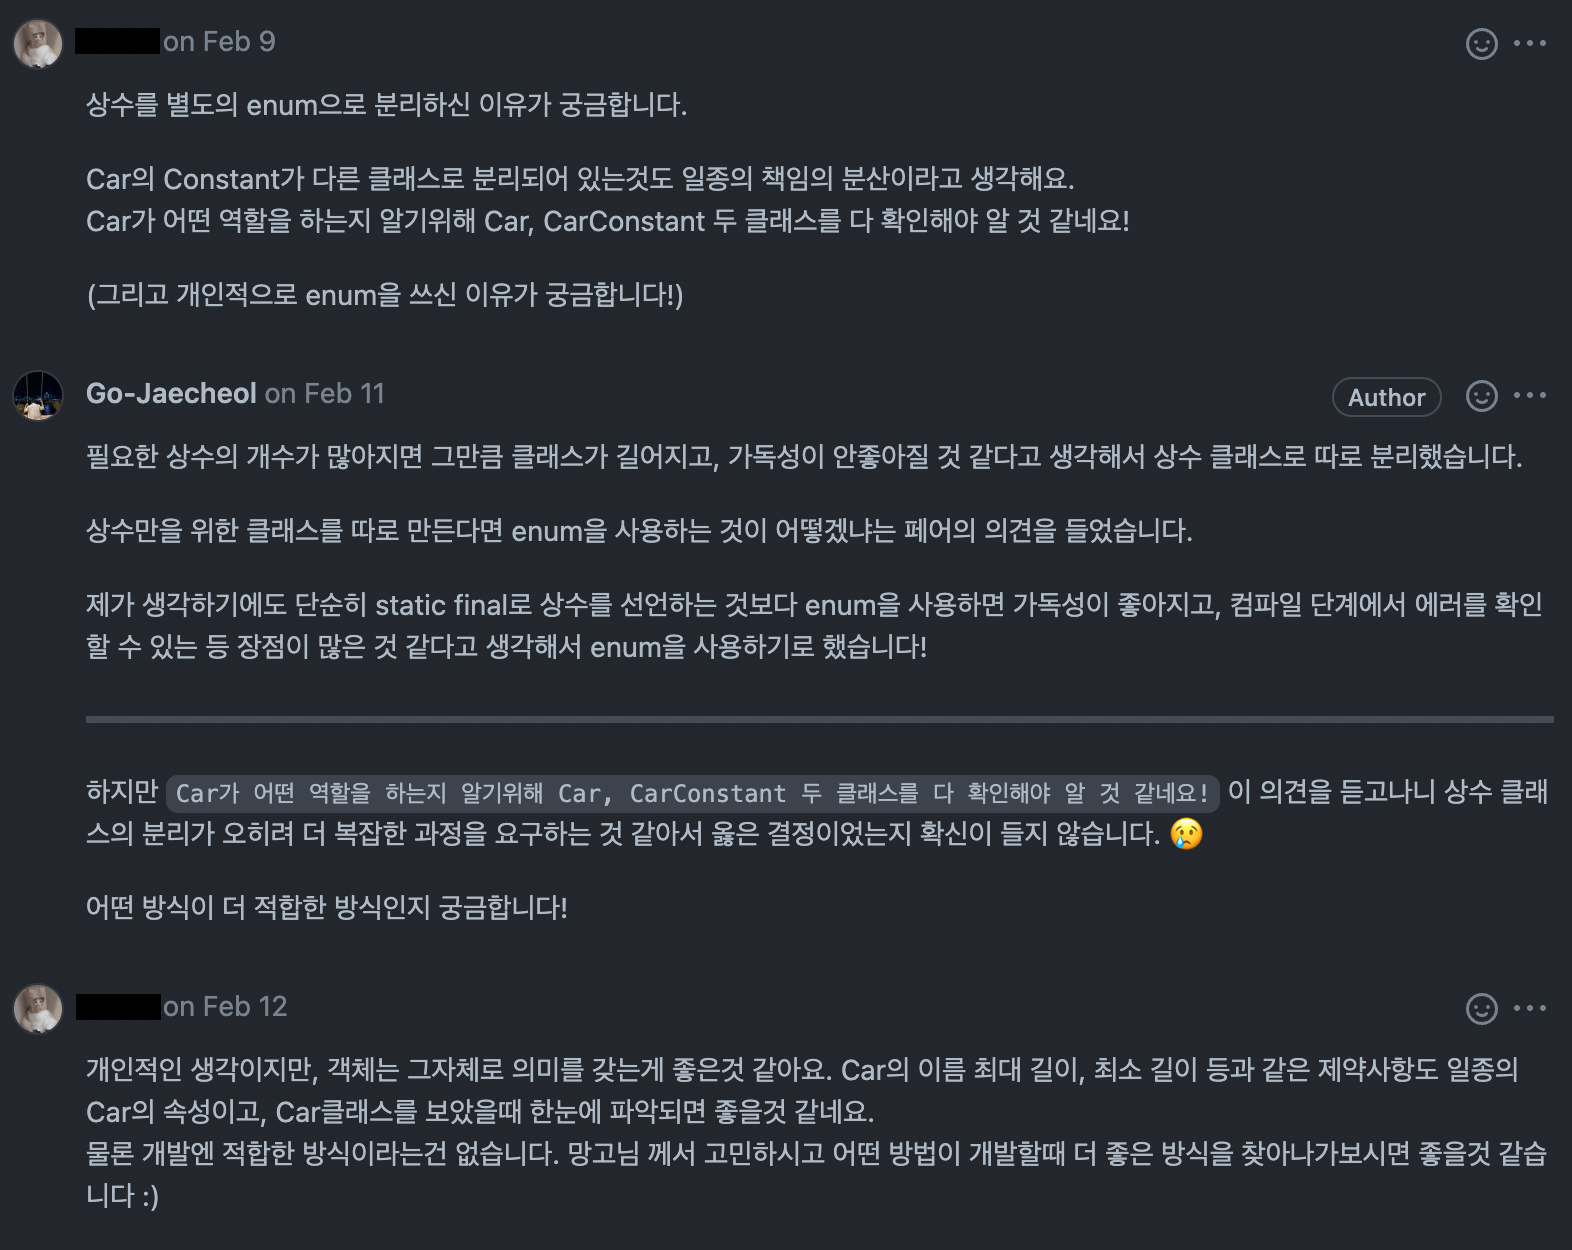 on Feb 9
상수를 별도의 enum으로 분리하신 이유가 궁금합니다.
Car의 Constant가 다른 클래스로 분리되어 있는것도 일종의 책임의 분산이라고 생각해요.
Car가 어떤 역할을 하는지 알기위해 Car, CarConstant 두 클래스를 다 확인해야 알 것 같네요!
(그리고 개인적으로 enum을 쓰신 이유가 궁금합니다!)
Go-Jaecheol on Feb 11
Author
필요한 상수의 개수가 많아지면 그만큼 클래스가 길어지고, 가독성이 안좋아질 것 같다고 생각해서 상수 클래스로 따로 분리했습니다.
상수만을 위한 클래스를 따로 만든다면 enum을 사용하는 것이 어떻겠냐는 페어의 의견을 들었습니다.
제가 생각하기에도 단순히 static final로 상수를 선언하는 것보다 enum을 사용하면 가독성이 좋아지고, 컴파일 단계에서 에러를 확인
할 수 있는 등 장점이 많은 것 같다고 생각해서 enum을 사용하기로 했습니다!
하지만 Car가 어떤 역할을 하는지 알기위해 Car, CarConstant 두 클래스를 다 확인해야 알 것 같네요! 이 의견을 듣고나니 상수 클래
스의 분리가 오히려 더 복잡한 과정을 요구하는 것 같아서 옳은 결정이었는지 확신이 들지 않습니다. 😢
어떤 방식이 더 적합한 방식인지 궁금합니다!
on Feb 12
개인적인 생각이지만, 객체는 그자체로 의미를 갖는게 좋은것 같아요. Car의 이름 최대 길이, 최소 길이 등과 같은 제약사항도 일종의
Car의 속성이고, Car클래스를 보았을때 한눈에 파악되면 좋을것 같네요.
물론 개발엔 적합한 방식이라는건 없습니다. 망고님 께서 고민하시고 어떤 방법이 개발할때 더 좋은 방식을 찾아나가보시면 좋을것 같습
니다 :)